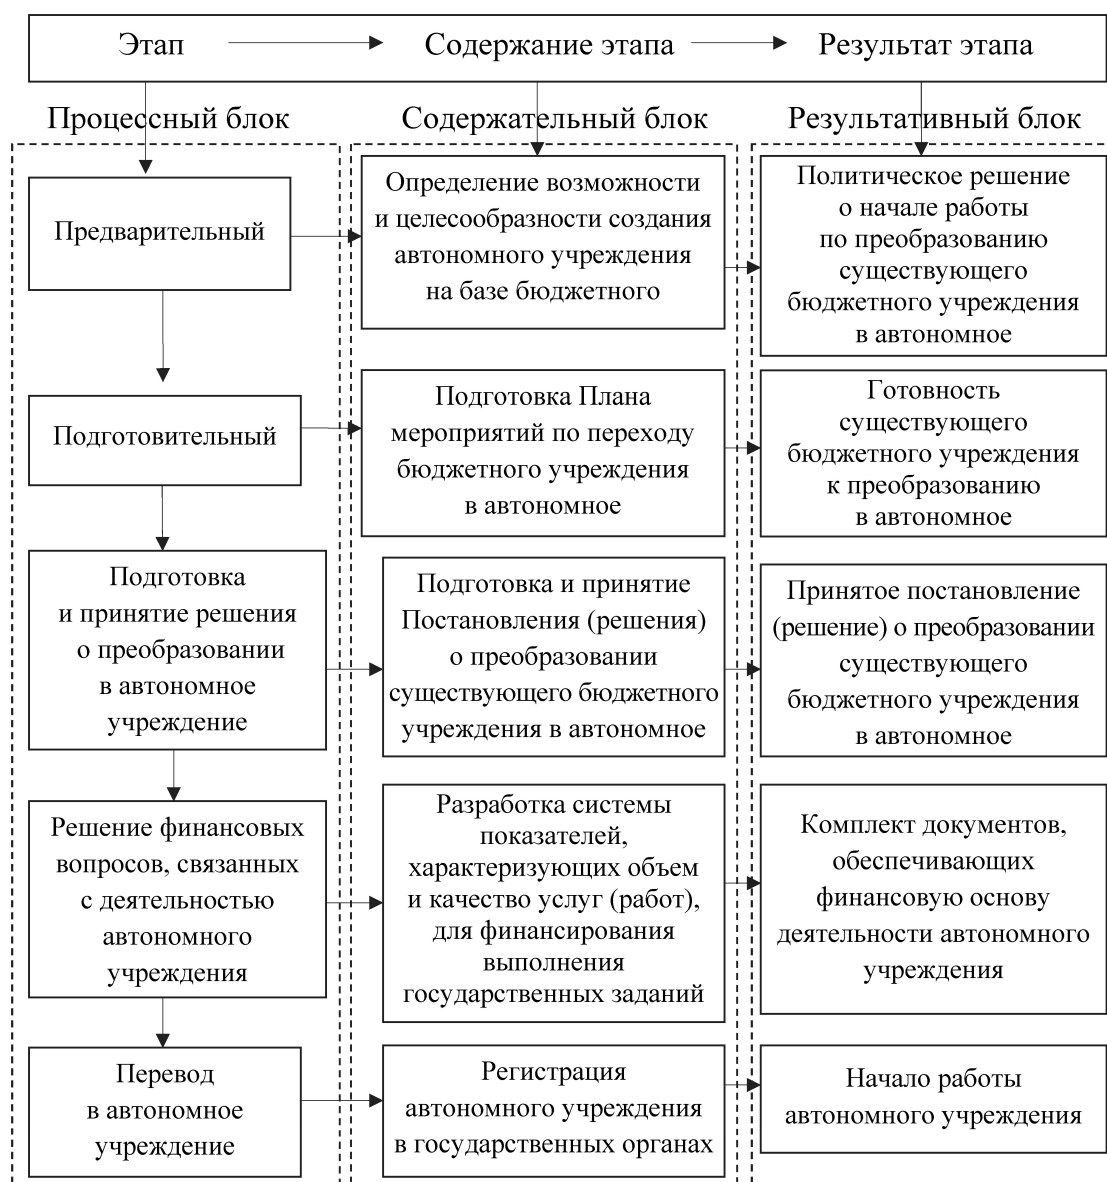 Этап
Содержание этапа
Результат этапа
Процессный блок
Содержательный блок
Результативный блок
Предварительный
Определение возможности
и целесообразности создания
автономного учреждения
на базе бюджетного
Политическое решение
о начале работы
по преобразованию
существующего
бюджетного учреждения
в автономное
Подготовительный
Подготовка Плана
мероприятий по переходу
бюджетного учреждения
в автономное
Готовность
существующего
бюджетного учреждения
к преобразованию
в автономное
Подготовка
и принятие решения
о преобразовании
в автономное
учреждение
Подготовка и принятие
Постановления (решения)
о преобразовании
существующего бюджетного
учреждения в автономное
Принятое постановление
(решение) о преобразовании
существующего
бюджетного учреждения
в автономное
Решение финансовых
вопросов, связанных
с деятельностью
автономного
учреждения
Разработка системы
показателей,
характеризующих объем
и качество услуг (работ),
для финансирования
выполнения
государственных заданий
Комплект документов,
обеспечивающих
финансовую основу
деятельности автономного
учреждения
Перевод
в автономное
учреждение
Регистрация
автономного учреждения
в государственных органах
Начало работы
автономного учреждения